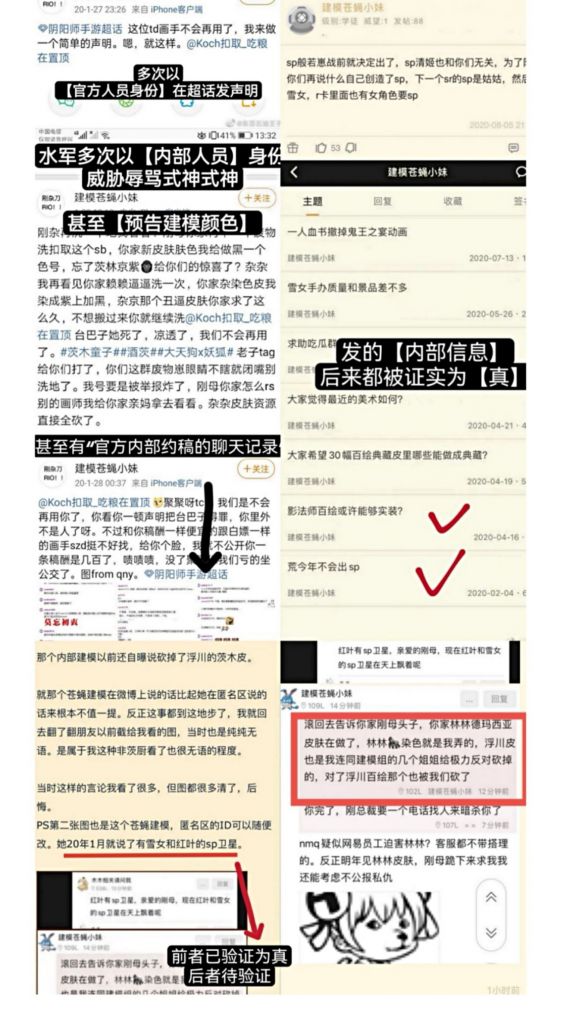 20-1-27 23:26 来自 iPhone客户端
阴阳师手游超话 这位td画手不会再用了，我来做
一个简单的声明。嗯，就这样。@Koch扣取_吃粮
在置顶
多次以
【官方人员身份】在超话发声明
中国电信
41% 13:32
水军多次以【内部人员】身份
威胁辱骂式神式神
刚杂刀
RIO！！
+关注
甚至【预告建模颜色】
洗扣取这个sb，你家新皮肤肤色我给做黑一个
色号，忘了茨林京紫给你们的惊喜了？杂杂
我再看见你家赖赖逼逼洗一次，你家杂染色皮我
染成紫上加黑，杂京那个丑逼皮肤你家求了这
么久，不想搬过来你就继续洗@Koch扣取_吃粮
在置顶 台巴子她死了，凉透了，我们不会再用
了。#茨木童子##酒茨##大天狗x妖狐# 老子tag
给你们打了，你们这群废物崽眼睛不瞎就闭嘴别
洗地了。我号要是被举报炸了，刚母你家怎么rs
别的画师我给你家亲妈拿去看看。杂杂皮肤资源
直接全砍了。
甚至有“官方内部约稿的聊天记录
刚杂刀
RIO！！
建模苍蝇小妹
+关注
20-1-28 00:37 来自 iPhone客户端
@Koch扣取_吃粮在置顶 聚聚呀tc，我们是不会
再用你了，你看你一顿声明把台巴子得罪，你里外
不是人了呀。不过和你稿酬一样便宜的跟白漂一样
的画手szd挺不好找，给你个脸，我就不公开你一
条稿酬是几百了，啧啧啧，没了
我们亏的坐
公交了。图from qny。阴阳师手游超话
莫忘初衷
建模苍蝇小妹
级别:学徒 威望:1 发帖:88
sp般若崽战前就决定出了，sp清姬也和你们无关，为了
你们再说什么自己创造了sp，下一个sr的sp是姑姑，然后
雪女，r卡里面也有女角色要sp
2020-08-05 21
53
建模苍蝇小妹
主题
回复
收藏
一人血书撤掉鬼王之宴动画
建模苍蝇小妹
2020-07-13 - 1
雪女手办质量和景品差不多
建模苍蝇小妹
2020-05-26 - 2
求助吃瓜群
发的【内部信息】
后来都被证实为【真】
大家觉得最近的美术如何？
建模苍蝇小妹
2020-04-21 - 4
大家希望30幅百绘典藏皮里哪些能做成典藏？
建模苍蝇小妹
2020-04-19 - 5
影法师百绘或许能够实装？
建模苍蝇小妹
2020-04-16 -
荒今年不会出sp
建模苍蝇小妹
2020-02-04 - 6
那个内部建模以前还自曝说砍掉了浮川的茨木皮。
就那个苍蝇建模在微博上说的话比起她在匿名区说的
话来根本不值一提。反正这事都到这地步了，我就回
去翻了翻朋友以前截给我看的图，当时也是纯纯无
语。是属于我这种非茨厨看了也很无语的程度。
当时这样的言论我看了很多，但图都很清了，后
悔。
PS第二张图也是这个苍蝇建模，匿名区的ID可以随便
改。她20年1月就说了有雪女和红叶的sp卫星。
红叶有sp卫星，亲爱的刚母，现在红叶和雪女
的sp卫星在天上飘着呢
建模苍蝇小妹
109L 14分钟前
滚回去告诉你家刚母头子，
皮肤在做了，林林
前者已验证为真
后者待验证
红叶有sp卫星，亲爱的刚母，现在红叶和雪女
的sp卫星在天上飘着呢
建模苍蝇小妹
109L 14分钟前
回复
滚回去告诉你家刚母头子，你家林林德玛西亚
皮肤在做了，林林染色就是我弄的，浮川皮
也是我连同建模组的几个姐姐给极力反对砍掉
的，对了浮川百绘那个也被我们砍了
102L 建模苍蝇小妹 12分钟前
你完了，刚总裁要一个电话找人来暗杀你了
107L >> 7分钟前
nmq疑似网易员工迫害林林？客服都不带搭理
的。反正明年见林林皮肤，刚母跪下来求我我
还能考虑不公报私仇
1小时前